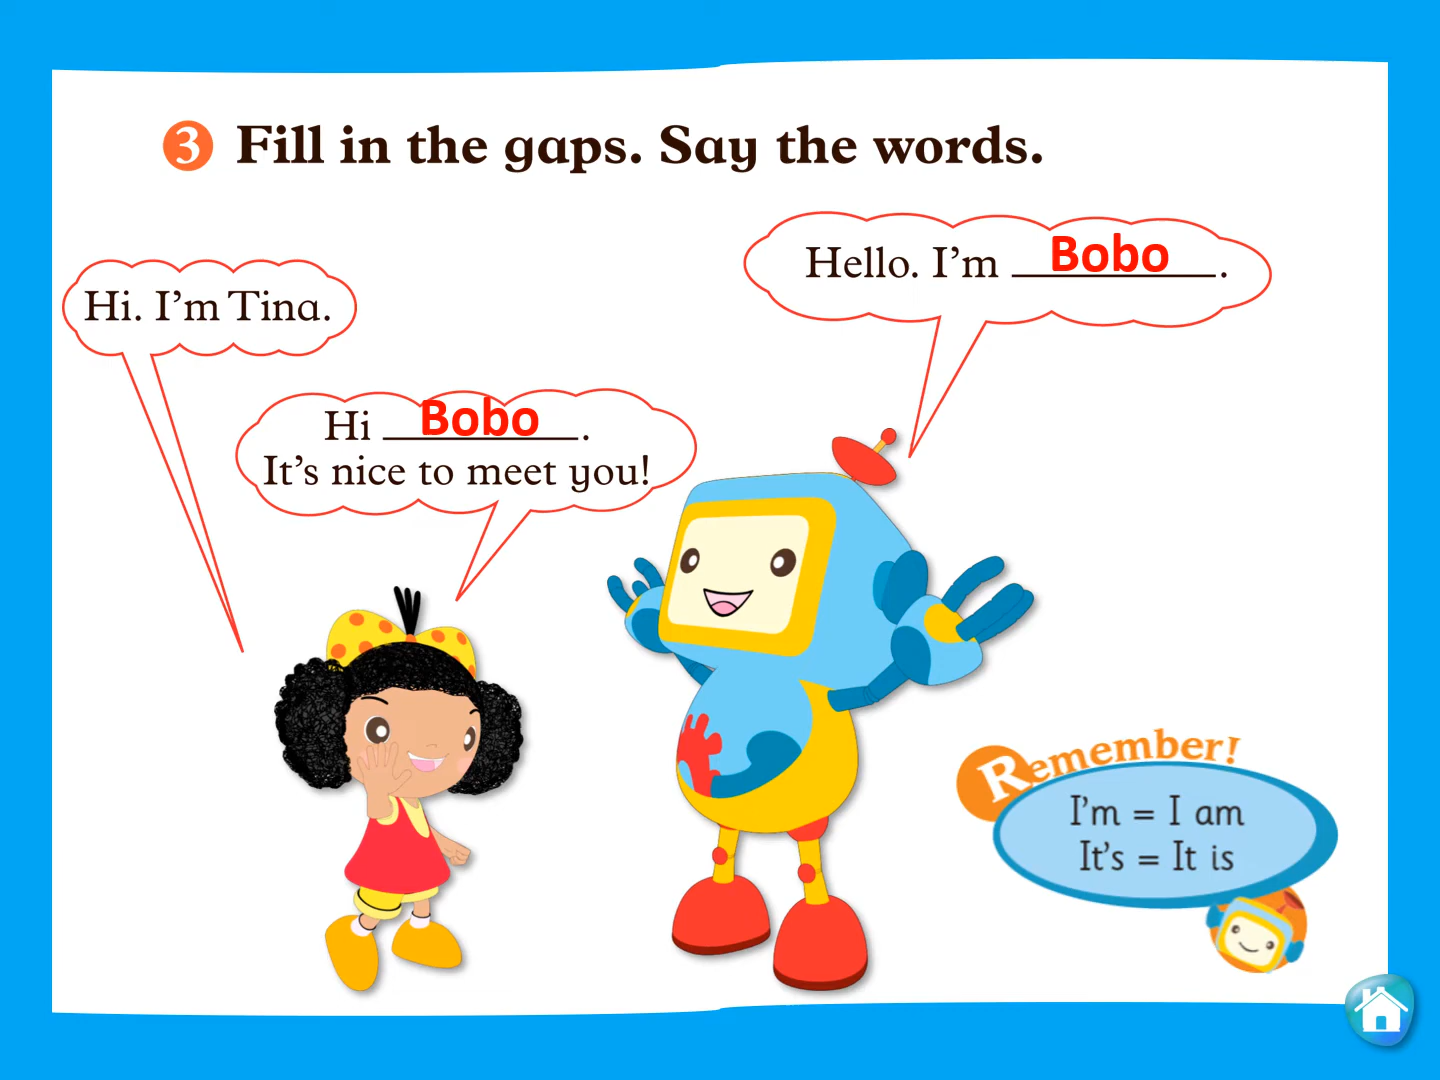 3 Fill in the gaps. Say the words.
Hi. I'm Tina.
Hello. I'm Bobo.
Hi Bobo.
It's nice to meet you!
Remember!
I'm = I am
It's = It is